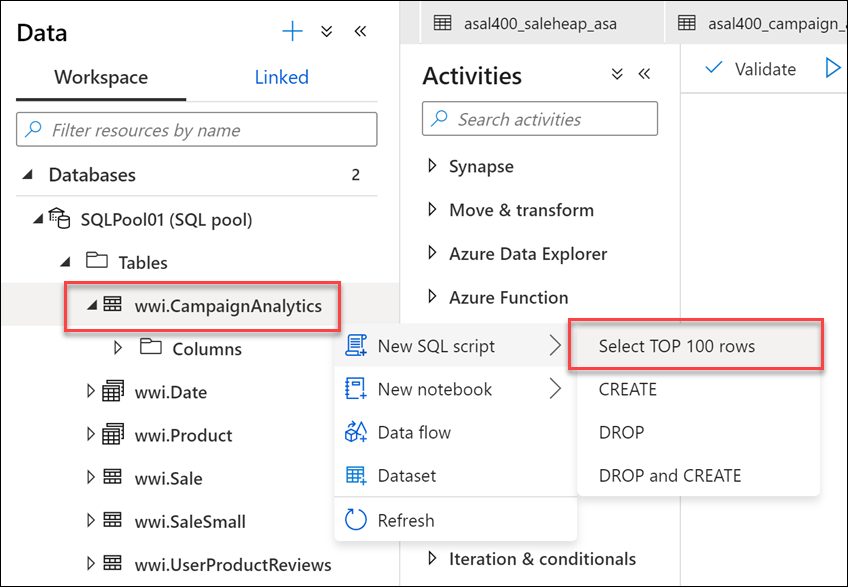 Data
Workspace
Linked
Filter resources by name
Databases
2
SQLPool01 (SQL pool)
Tables
wwi.CampaignAnalytics
Columns
wwi.Date
wwi.Product
wwi.Sale
wwi.SaleSmall
wwi.UserProductReviews
New SQL script
New notebook
Data flow
Dataset
Refresh
Select TOP 100 rows
CREATE
DROP
DROP and CREATE
asal400_saleheap_asa
asal400_campaign_
Activities
Search activities
Synapse
Move & transform
Azure Data Explorer
Azure Function
Iteration & conditionals
Validate